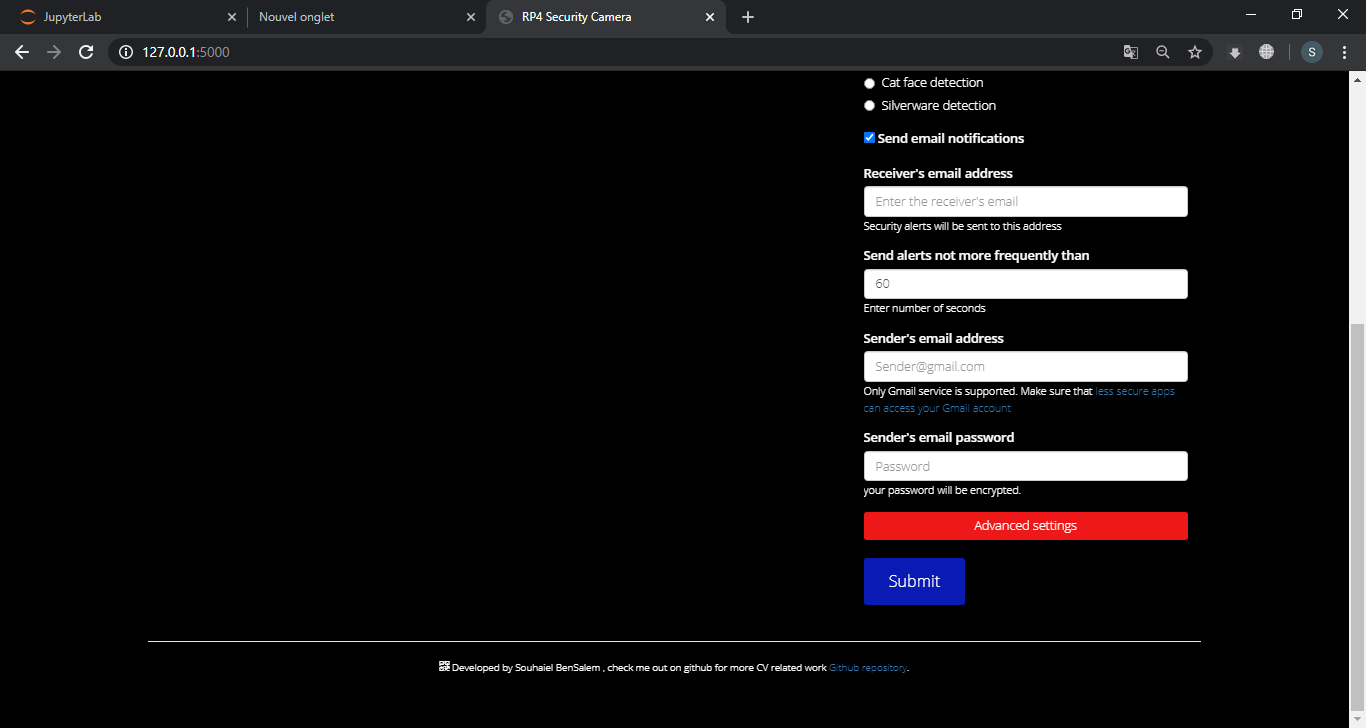 JupyterLab
Nouvel onglet
RP4 Security Camera
127.0.0.1:5000
S
Cat face detection
Silverware detection
Send email notifications
Receiver's email address
Enter the receiver's email
Security alerts will be sent to this address
Send alerts not more frequently than
60
Enter number of seconds
Sender's email address
Sender@gmail.com
Only Gmail service is supported. Make sure that less secure apps
can access your Gmail account
Sender's email password
Password
your password will be encrypted.
Advanced settings
Submit
Developed by Souhaiel BenSalem , check me out on github for more CV related work Github repository.